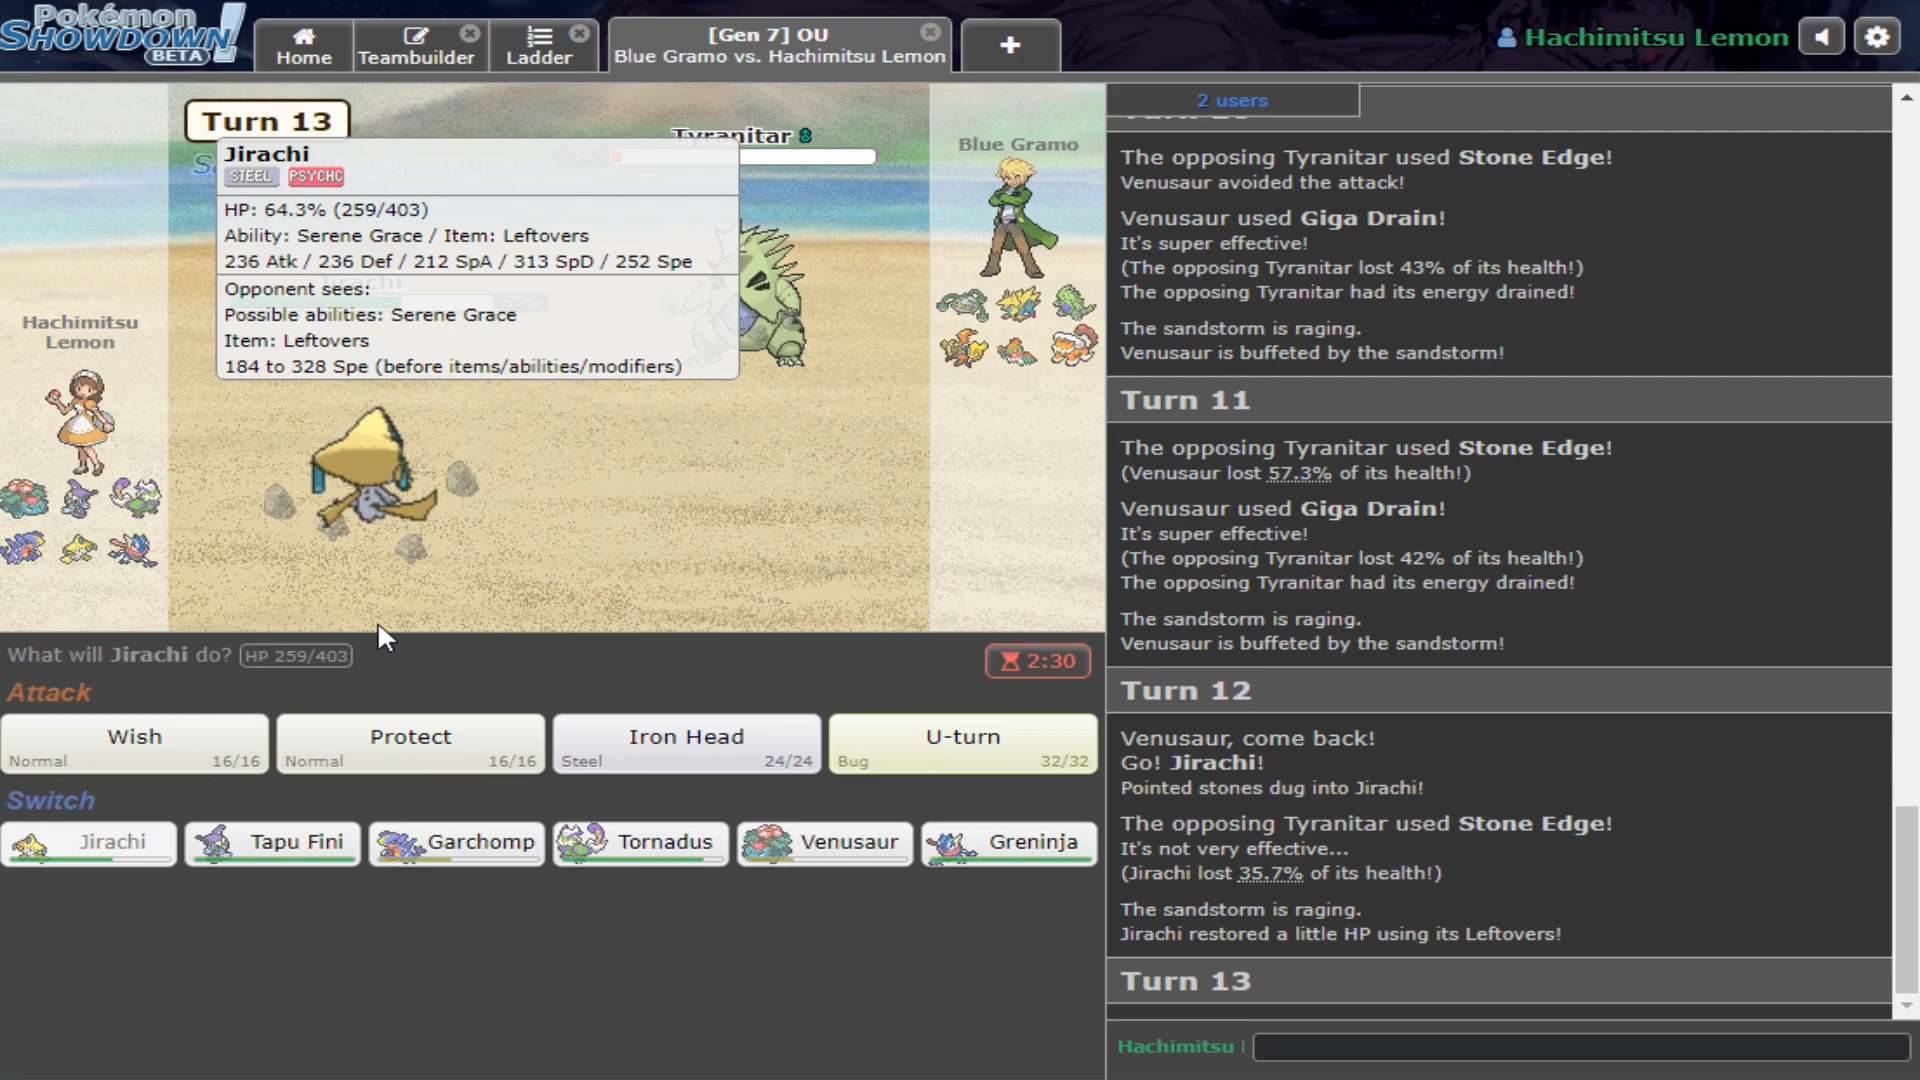 Pokémon
SHOWDOWN!
BETA
Home
Teambuilder
Ladder
[Gen 7] OU
Blue Gramo vs. Hachimitsu Lemon
+
Hachimitsu Lemon
Turn 13
Tyranitar
3%
Blue Gramo
Hachimitsu
Lemon
Jirachi
STEEL PSYCHC
HP: 64.3% (259/403)
Ability: Serene Grace / Item: Leftovers
236 Atk / 236 Def / 212 SpA / 313 SpD / 252 Spe
Opponent sees:
Possible abilities: Serene Grace
Item: Leftovers
184 to 328 Spe (before items/abilities/modifiers)
What will Jirachi do? HP 259/403
2:30
Attack
Wish
Normal 16/16
Protect
Normal 16/16
Iron Head
Steel 24/24
U-turn
Bug 32/32
Switch
Jirachi
Tapu Fini
Garchomp
Tornadus
Venusaur
Greninja
2 users
The opposing Tyranitar used Stone Edge!
Venusaur avoided the attack!
Venusaur used Giga Drain!
It's super effective!
(The opposing Tyranitar lost 43% of its health!)
The opposing Tyranitar had its energy drained!
The sandstorm is raging.
Venusaur is buffeted by the sandstorm!
Turn 11
The opposing Tyranitar used Stone Edge!
(Venusaur lost 57.3% of its health!)
Venusaur used Giga Drain!
It's super effective!
(The opposing Tyranitar lost 42% of its health!)
The opposing Tyranitar had its energy drained!
The sandstorm is raging.
Venusaur is buffeted by the sandstorm!
Turn 12
Venusaur, come back!
Go! Jirachi!
Pointed stones dug into Jirachi!
The opposing Tyranitar used Stone Edge!
It's not very effective...
(Jirachi lost 35.7% of its health!)
The sandstorm is raging.
Jirachi restored a little HP using its Leftovers!
Turn 13
Hachimitsu